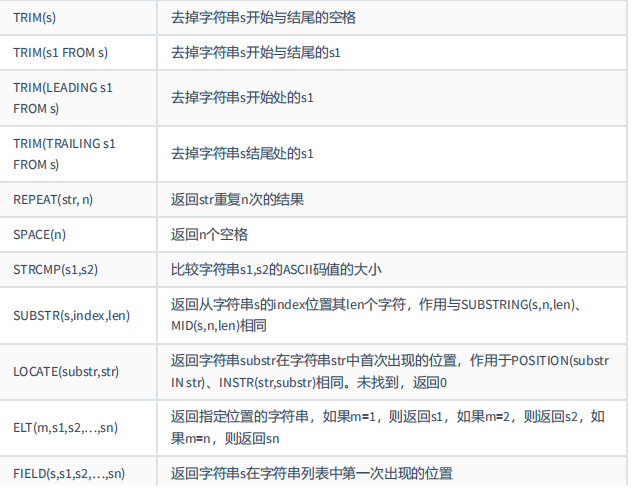 TRIM(s) 去掉字符串s开始与结尾的空格
TRIM(s1 FROM s) 去掉字符串s开始与结尾的s1
TRIM(LEADING s1
FROM s)
去掉字符串s开始处的s1
TRIM(TRAILING s1
FROM s)
去掉字符串s结尾处的s1
REPEAT(str, n) 返回str重复n次的结果
SPACE(n) 返回n个空格
STRCMP(s1,s2) 比较字符串s1,s2的ASCII码值的大小
SUBSTR(s,index,len)
返回从字符串s的index位置其len个字符，作用与SUBSTRING(s,n,len)、
MID(s,n,len)相同
LOCATE(substr,str)
返回字符串substr在字符串str中首次出现的位置，作用于POSITION(substr
IN str)、INSTR(str,substr)相同。未找到，返回0
ELT(m,s1,s2,…,sn)
返回指定位置的字符串，如果m=1，则返回s1，如果m=2，则返回s2，如
果m=n，则返回sn
FIELD(s,s1,s2,…,sn) 返回字符串s在字符串列表中第一次出现的位置